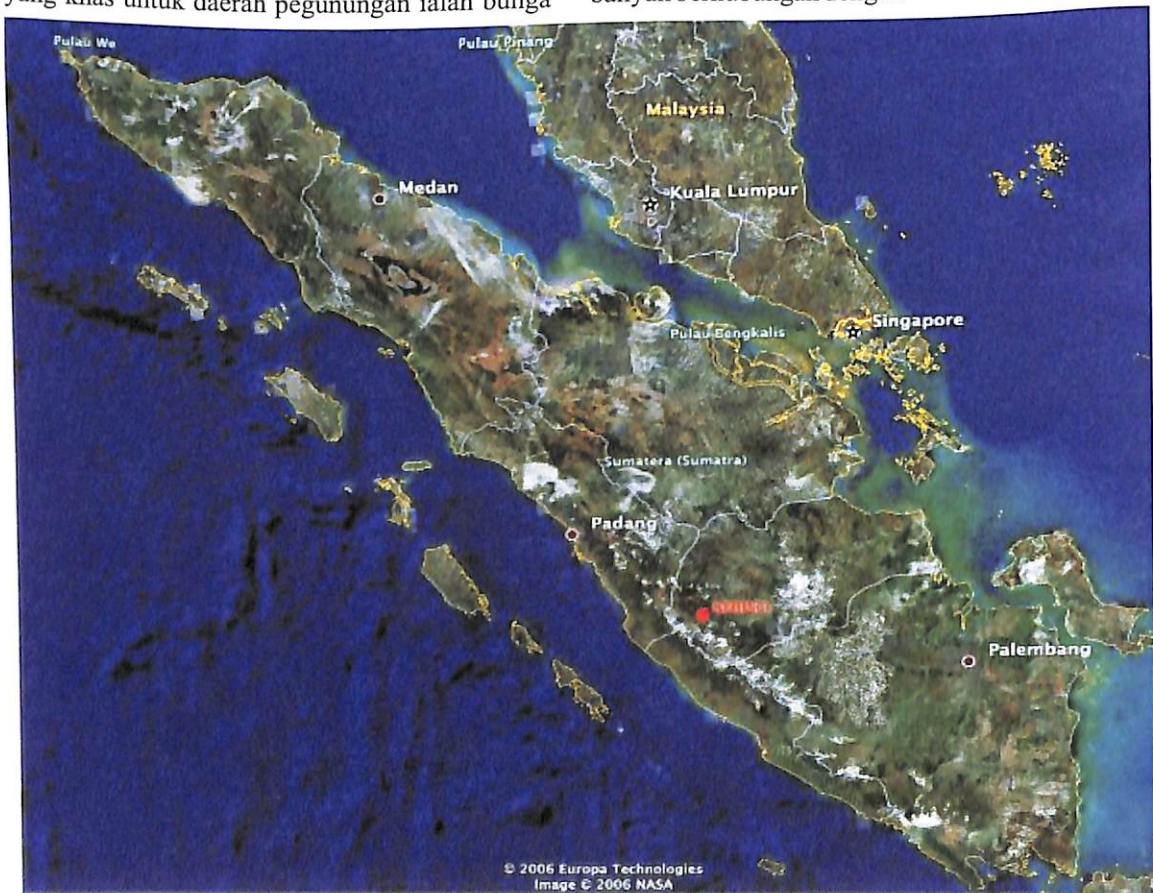 yang khas untuk daerah pegunungan ialah bunga
Pulau We
Pulau Pinang
Malaysia
Medan
Kuala Lumpur
Singapore
Pulau Bengkalis
Sumatera (Sumatra)
Padang
Palembang
© 2006 Europa Technologies
Image © 2006 NASA